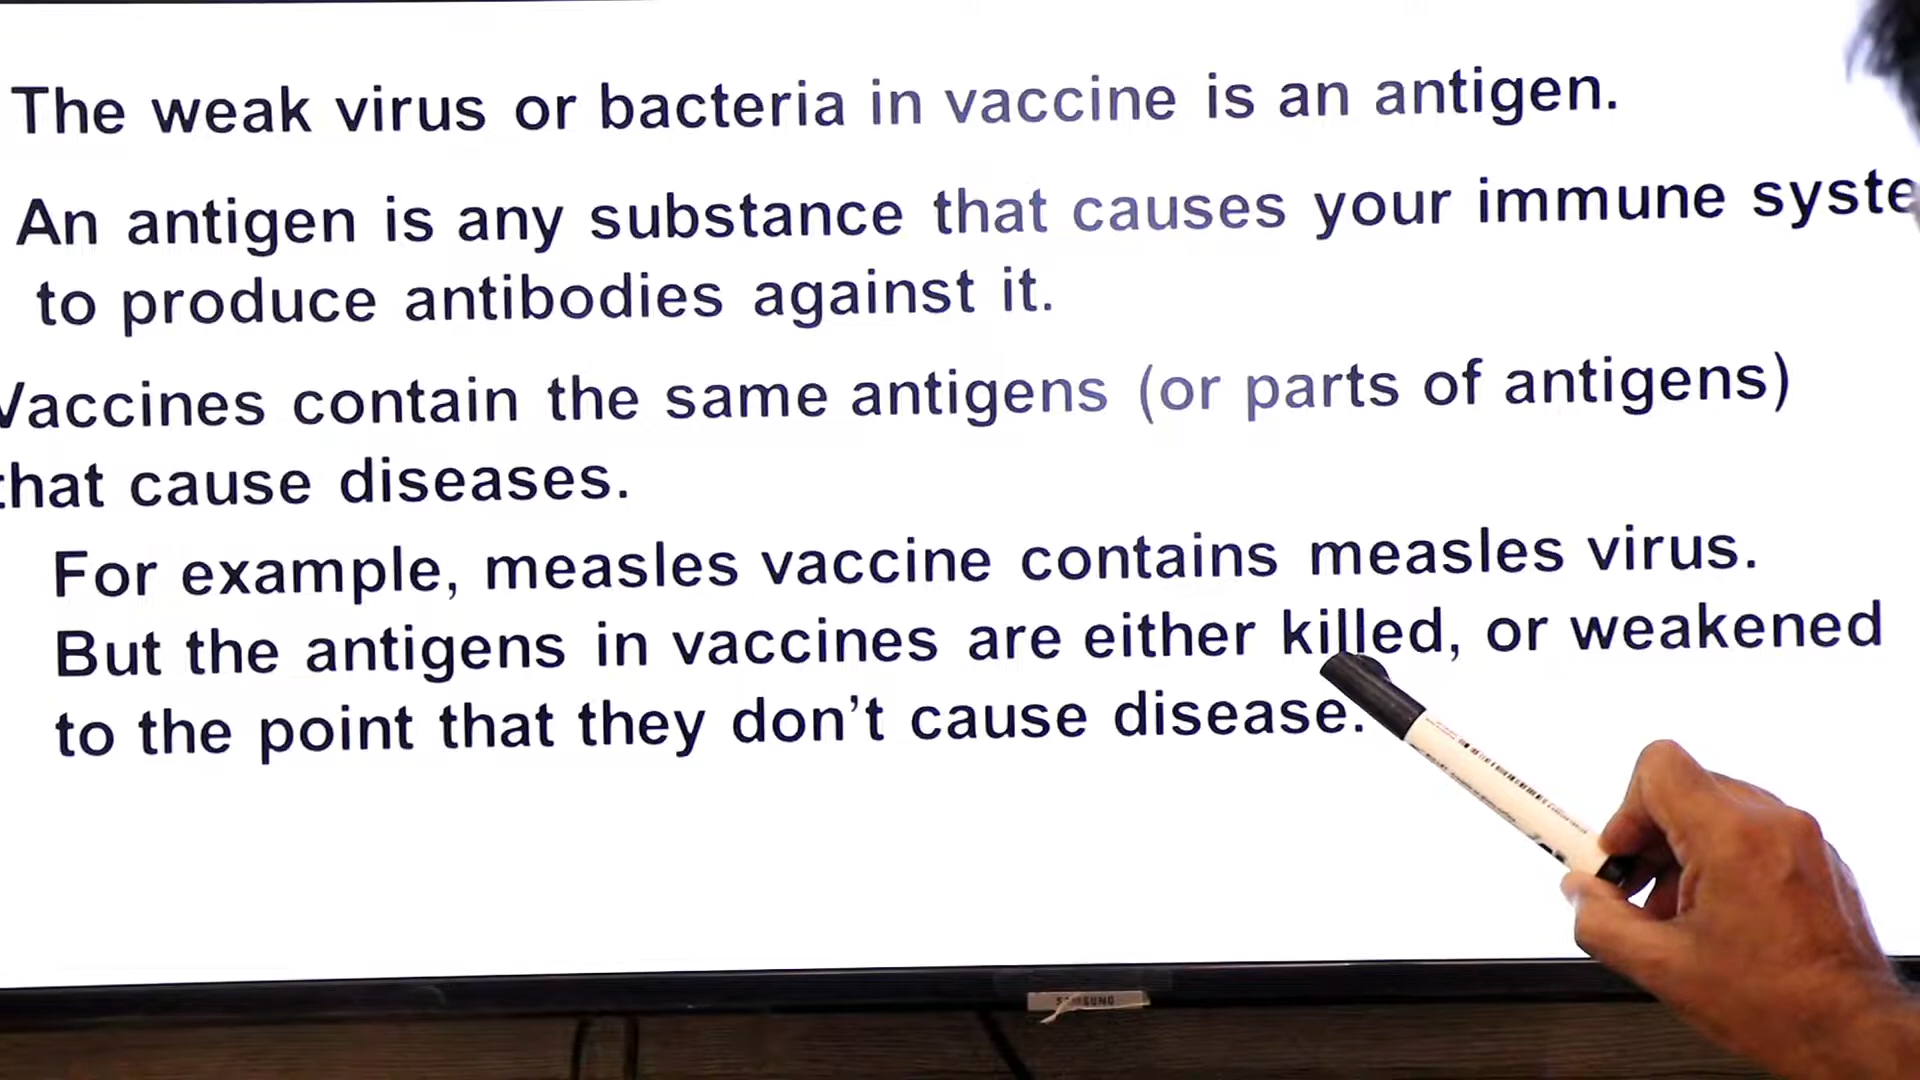 The weak virus or bacteria in vaccine is an antigen.
An antigen is any substance that causes your immune syste
to produce antibodies against it.
Vaccines contain the same antigens (or parts of antigens)
that cause diseases.
For example, measles vaccine contains measles virus.
But the antigens in vaccines are either killed, or weakened
to the point that they don't cause disease.
SAMSUNG